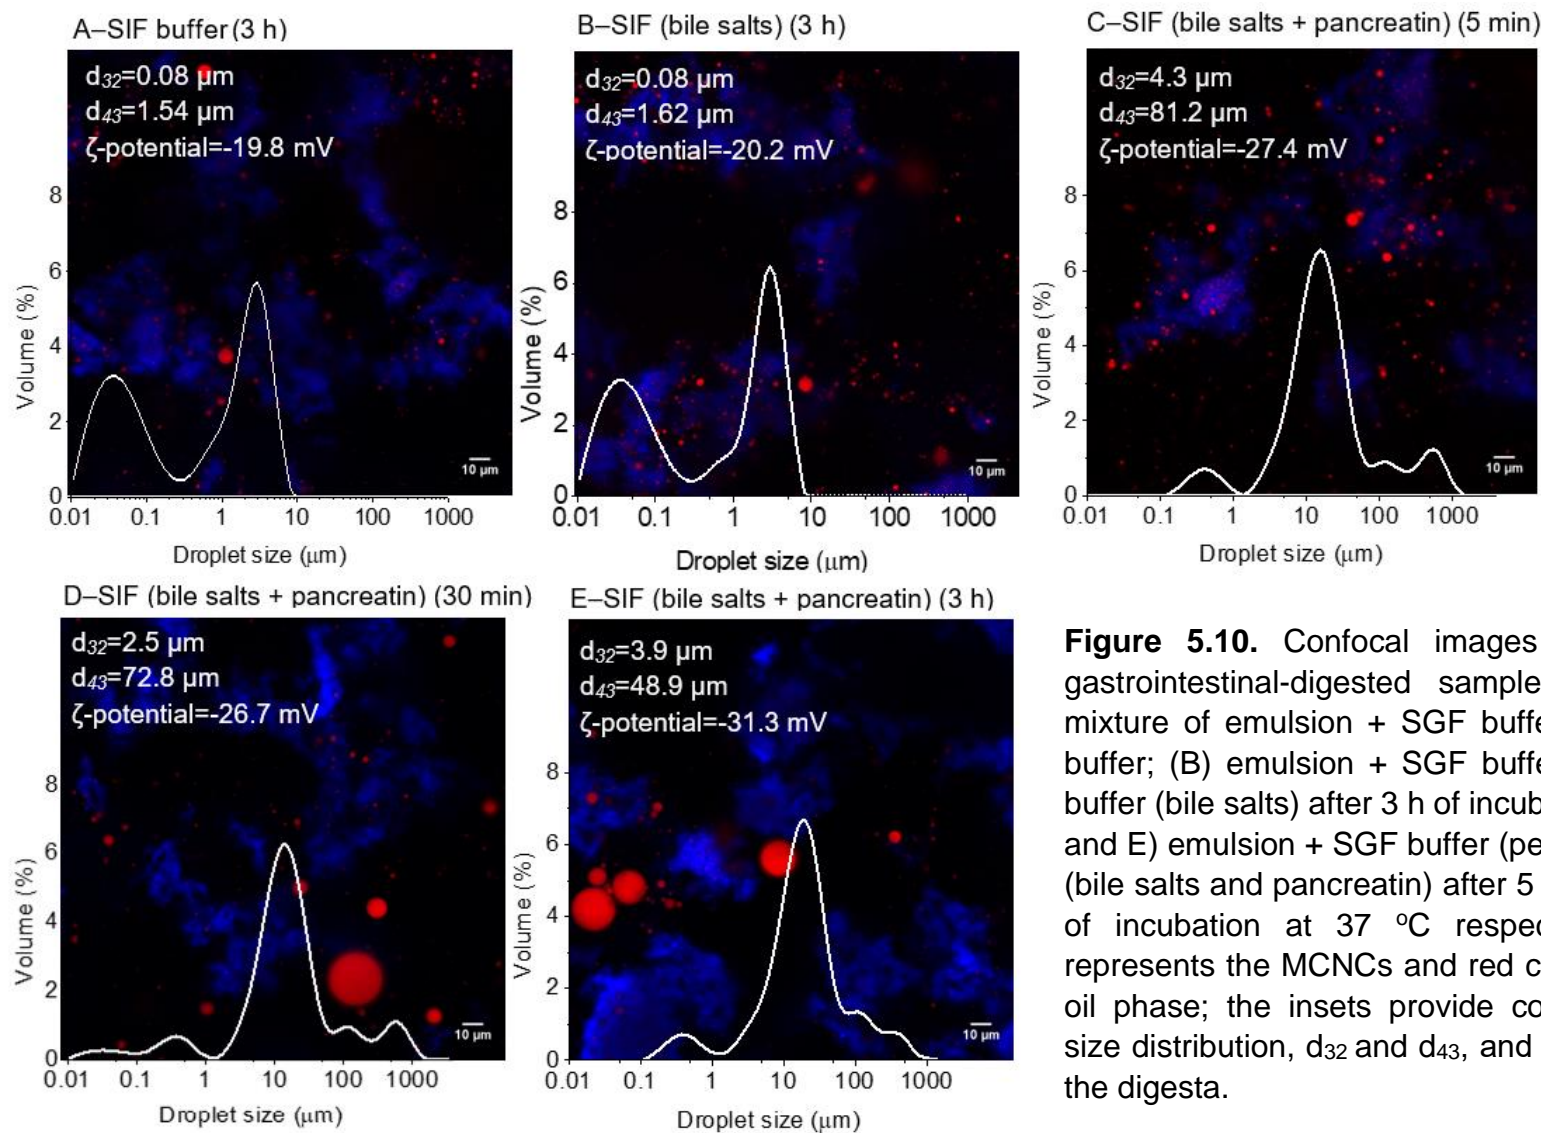 A–SIF buffer (3 h)
d32=0.08 µm
d43=1.54 µm
ζ-potential=-19.8 mV
8
6
4
2
0
Volume (%)
10 µm
0.01 0.1 1 10 100 1000
Droplet size (µm)
B–SIF (bile salts) (3 h)
d32=0.08 µm
d43=1.62 µm
ζ-potential=-20.2 mV
8
6
4
2
0
Volume (%)
10 µm
0.01 0.1 1 10 100 1000
Droplet size (µm)
C–SIF (bile salts + pancreatin) (5 min)
d32=4.3 µm
d43=81.2 µm
ζ-potential=-27.4 mV
8
6
4
2
0
Volume (%)
10 µm
0.01 0.1 1 10 100 1000
Droplet size (µm)
D–SIF (bile salts + pancreatin) (30 min)
d32=2.5 µm
d43=72.8 µm
ζ-potential=-26.7 mV
8
6
4
2
0
Volume (%)
10 µm
0.01 0.1 1 10 100 1000
Droplet size (µm)
E–SIF (bile salts + pancreatin) (3 h)
d32=3.9 µm
d43=48.9 µm
ζ-potential=-31.3 mV
8
6
4
2
0
Volume (%)
10 µm
0.01 0.1 1 10 100 1000
Droplet size (µm)
Figure 5.10. Confocal images
gastrointestinal-digested sample
mixture of emulsion + SGF buffe
buffer; (B) emulsion + SGF buffe
buffer (bile salts) after 3 h of incub
and E) emulsion + SGF buffer (pe
(bile salts and pancreatin) after 5
of incubation at 37 ºC respec
represents the MCNCs and red c
oil phase; the insets provide co
size distribution, d32 and d43, and
the digesta.